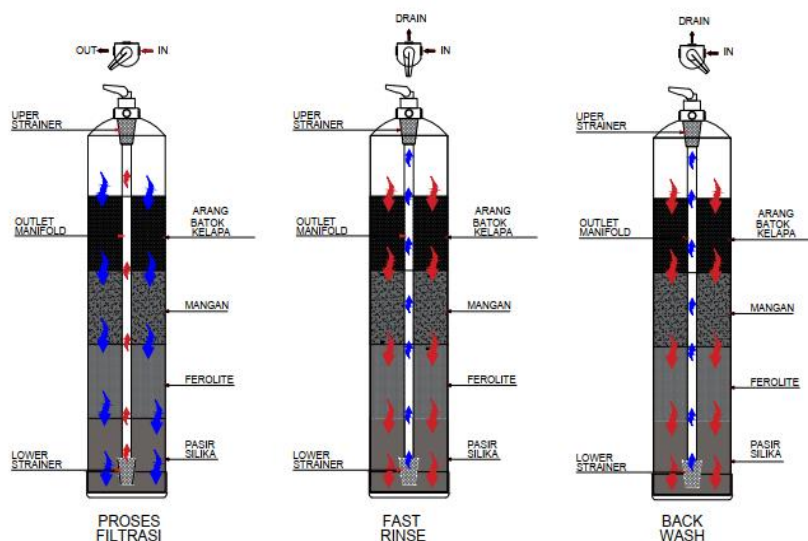 OUT
IN
UPER
STRAINER
OUTLET
MANIFOLD
ARANG
BATOK
KELAPA
MANGAN
FEROLITE
LOWER
STRAINER
PASIR
SILIKA
PROSES
FILTRASI
DRAIN
IN
UPER
STRAINER
OUTLET
MANIFOLD
ARANG
BATOK
KELAPA
MANGAN
FEROLITE
LOWER
STRAINER
PASIR
SILIKA
FAST
RINSE
DRAIN
IN
UPER
STRAINER
OUTLET
MANIFOLD
ARANG
BATOK
KELAPA
MANGAN
FEROLITE
LOWER
STRAINER
PASIR
SILIKA
BACK
WASH